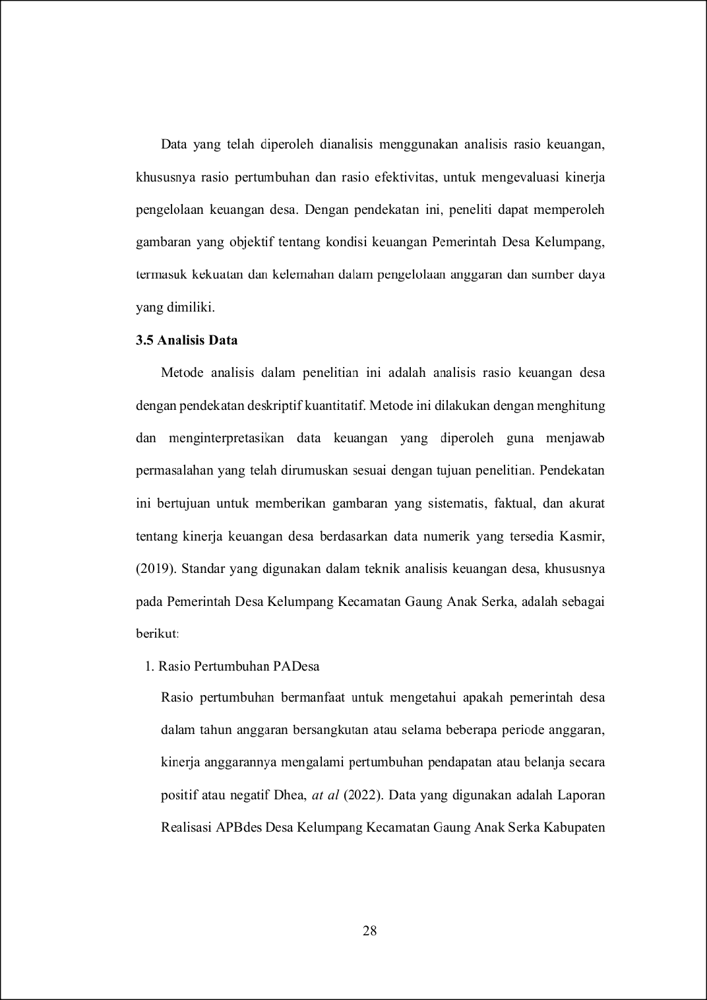 Data yang telah diperoleh dianalisis menggunakan analisis rasio keuangan,
khususnya rasio pertumbuhan dan rasio efektivitas, untuk mengevaluasi kinerja
pengelolaan keuangan desa. Dengan pendekatan ini, peneliti dapat memperoleh
gambaran yang objektif tentang kondisi keuangan Pemerintah Desa Kelumpang,
termasuk kekuatan dan kelemahan dalam pengelolaan anggaran dan sumber daya
yang dimiliki.
3.5 Analisis Data
Metode analisis dalam penelitian ini adalah analisis rasio keuangan desa
dengan pendekatan deskriptif kuantitatif. Metode ini dilakukan dengan menghitung
dan menginterpretasikan data keuangan yang diperoleh guna menjawab
permasalahan yang telah dirumuskan sesuai dengan tujuan penelitian. Pendekatan
ini bertujuan untuk memberikan gambaran yang sistematis, faktual, dan akurat
tentang kinerja keuangan desa berdasarkan data numerik yang tersedia Kasmir,
(2019). Standar yang digunakan dalam teknik analisis keuangan desa, khususnya
pada Pemerintah Desa Kelumpang Kecamatan Gaung Anak Serka, adalah sebagai
berikut:
1. Rasio Pertumbuhan PADesa
Rasio pertumbuhan bermanfaat untuk mengetahui apakah pemerintah desa
dalam tahun anggaran bersangkutan atau selama beberapa periode anggaran,
kinerja anggarannya mengalami pertumbuhan pendapatan atau belanja secara
positif atau negatif Dhea, at al (2022). Data yang digunakan adalah Laporan
Realisasi APBdes Desa Kelumpang Kecamatan Gaung Anak Serka Kabupaten
28